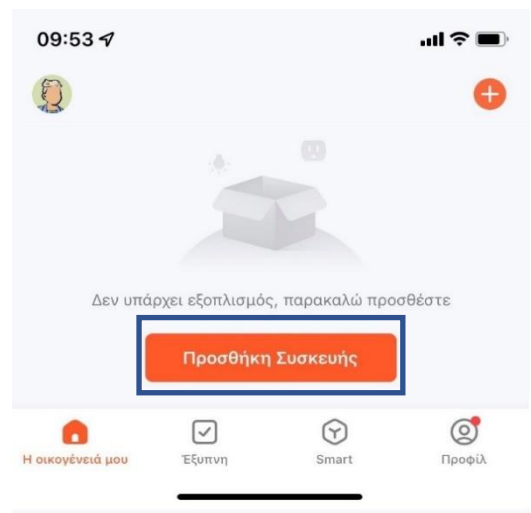 09:53
Δεν υπάρχει εξοπλισμός, παρακαλώ προσθέστε
Προσθήκη Συσκευής
Η οικογένειά μου
Έξυπνη
Smart
Προφίλ